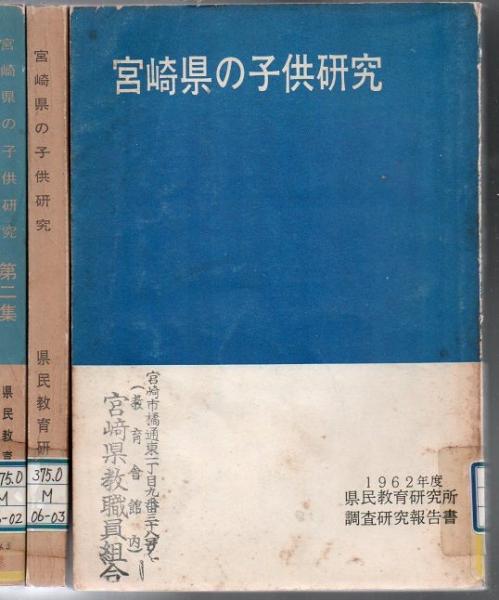 宮崎県の子供研究
第二集
県民教育
375.0
M
-02
宮崎県の子供研究
県民教育研
375.0
M
06-03
宮崎県の子供研究
宮崎市橘通東一丁目九番三十八号
(教育会館内)
宮崎県教職員組合
1962年度
県民教育研究所
調査研究報告書